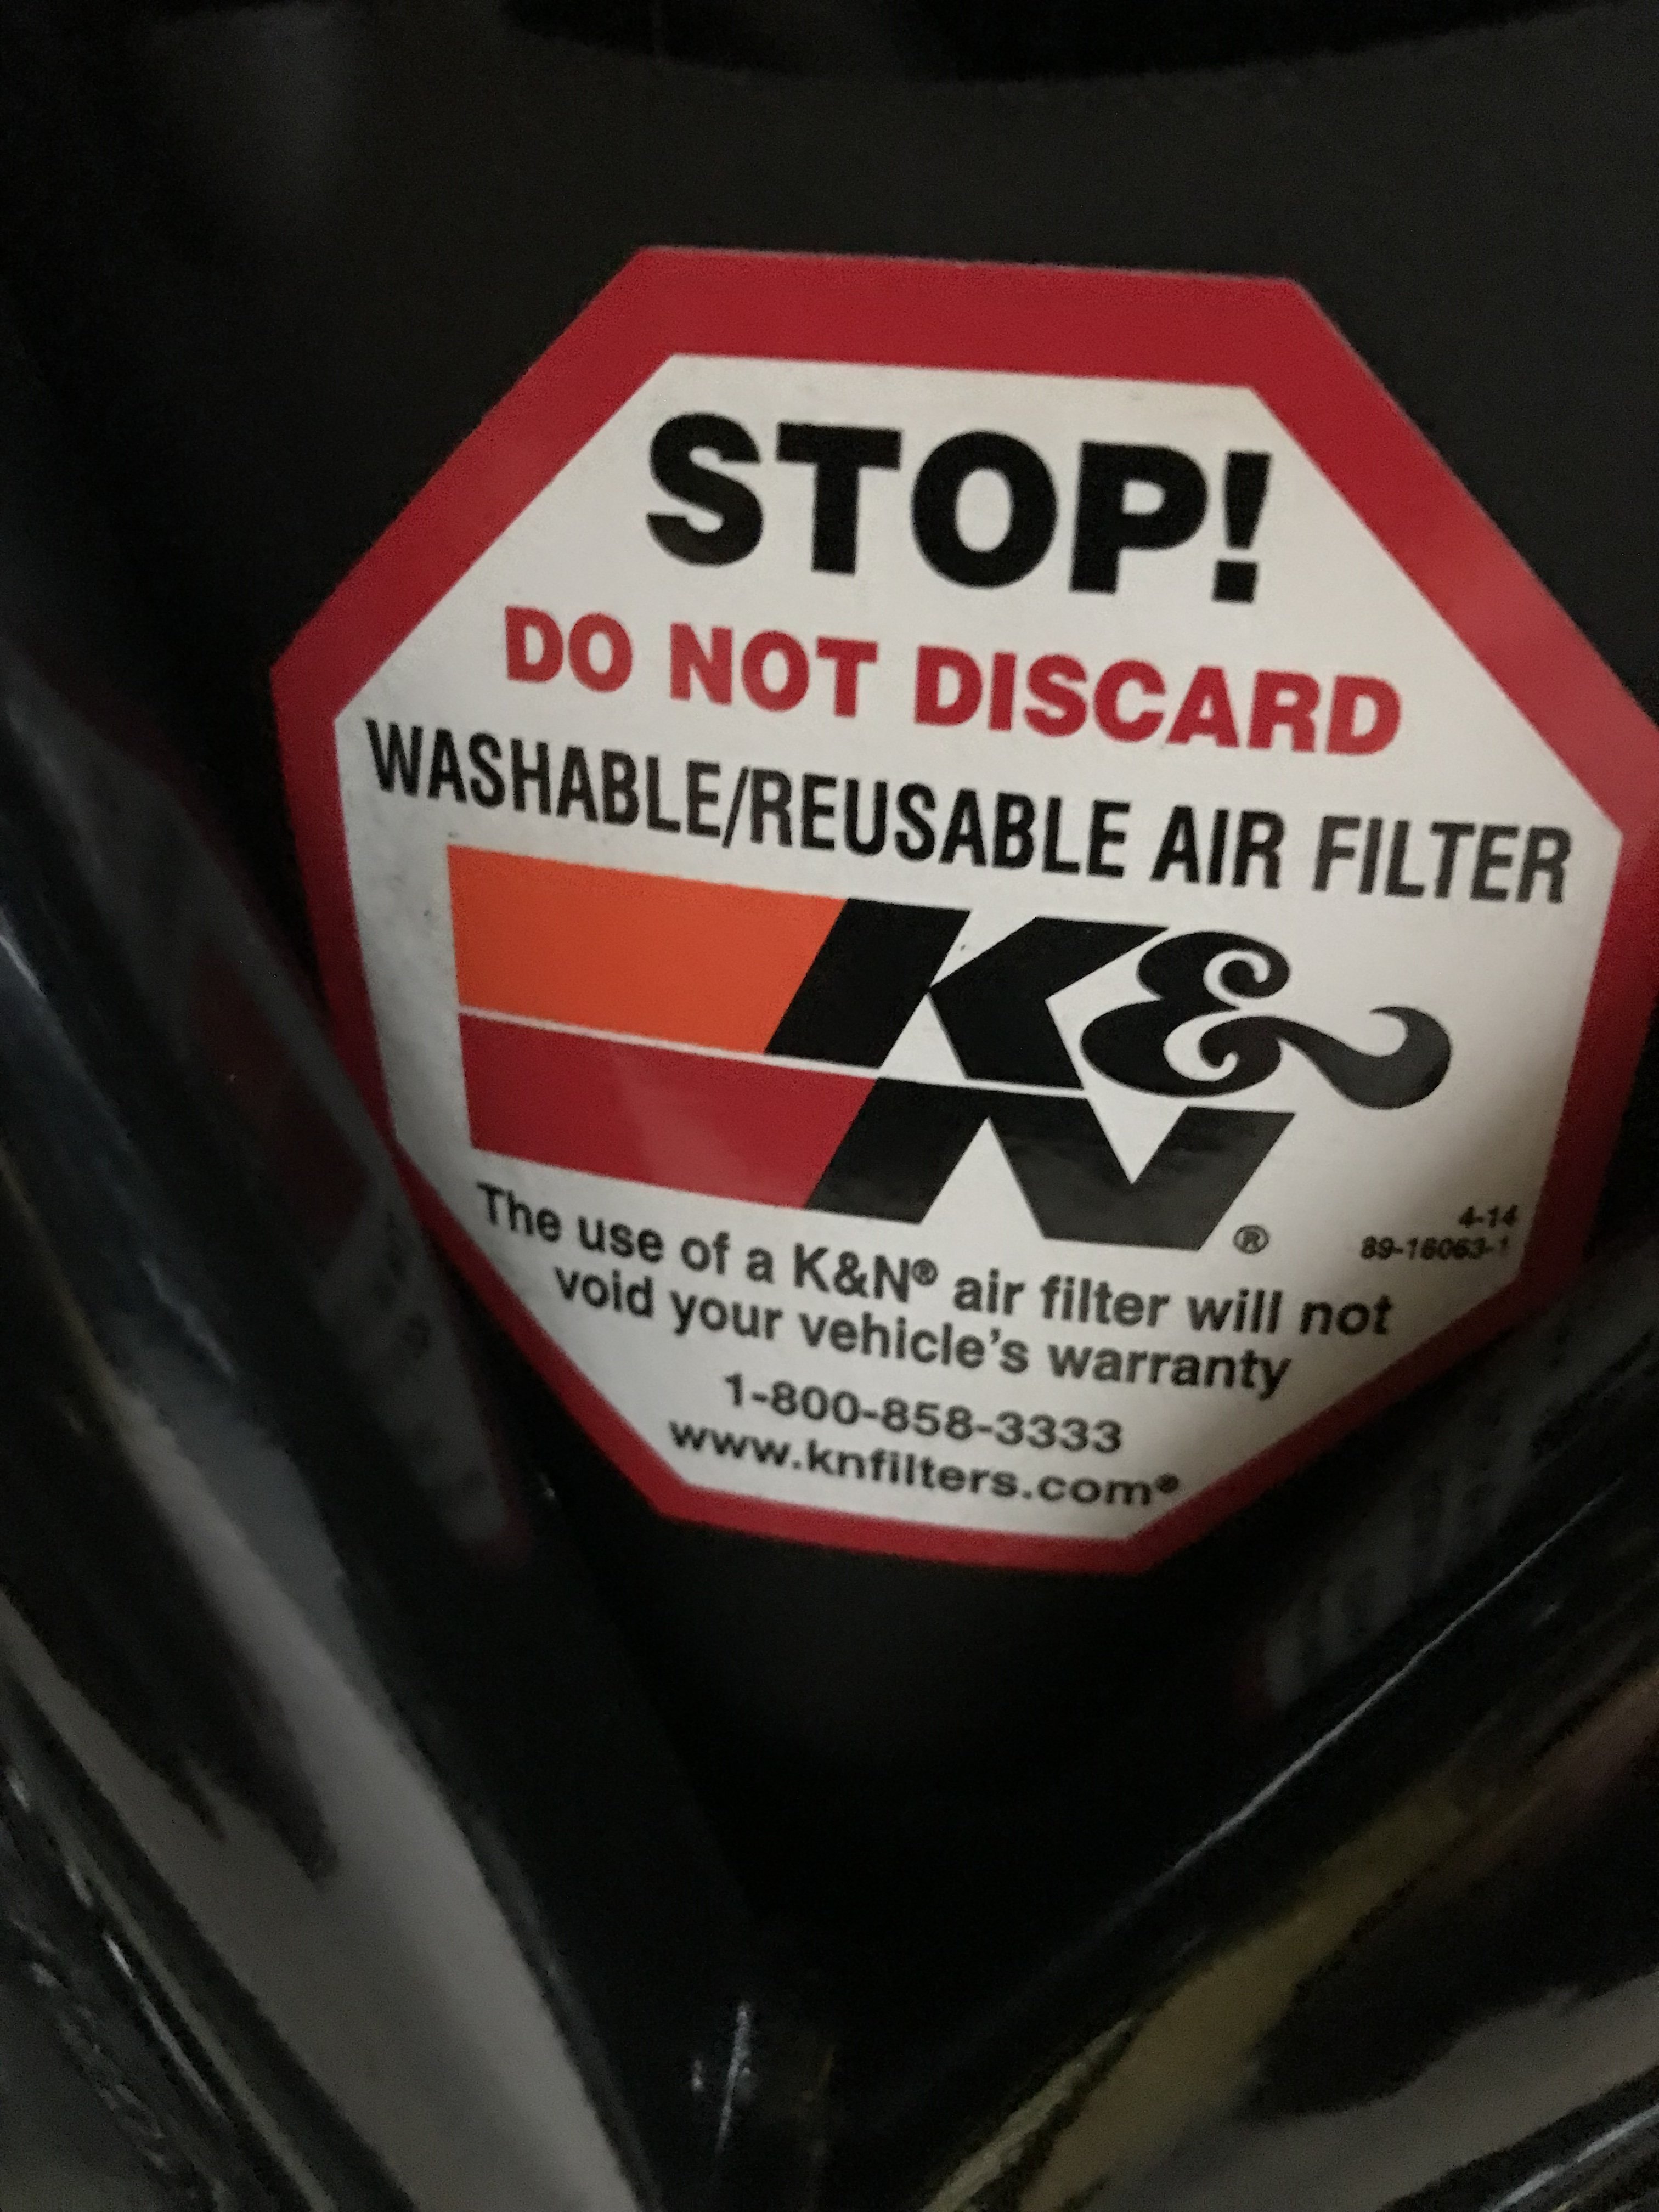 STOP!
DO NOT DISCARD
WASHABLE/REUSABLE AIR FILTER
K&
N®
4-14
89-16063-1
The use of a K&N® air filter will not
void your vehicle's warranty
1-800-858-3333
www.knfilters.com®